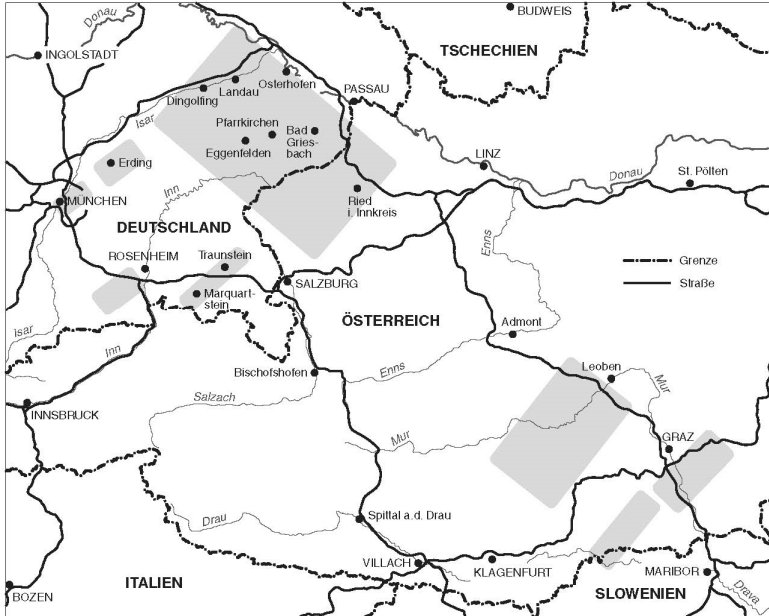 Donau
BUDWEIS
TSCHECHIEN
INGOLSTADT
Osterhofen
Landau
Dingolfing
PASSAU
Isar
Pfarrkirchen
Bad
Gries-
bach
Eggenfelden
Erding
LINZ
Donau
St. Pölten
Inn
MÜNCHEN
Ried
i. Innkreis
DEUTSCHLAND
Enns
ROSENHEIM
Traunstein
Grenze
SALZBURG
Straße
Marquart-
stein
ÖSTERREICH
Isar
Admont
Inn
Bischofshofen
Enns
Leoben
Salzach
Mur
INNSBRUCK
Mur
GRAZ
Drau
Spittal a.d. Drau
VILLACH
KLAGENFURT
MARIBOR
ITALIEN
SLOWENIEN
BOZEN
Drava